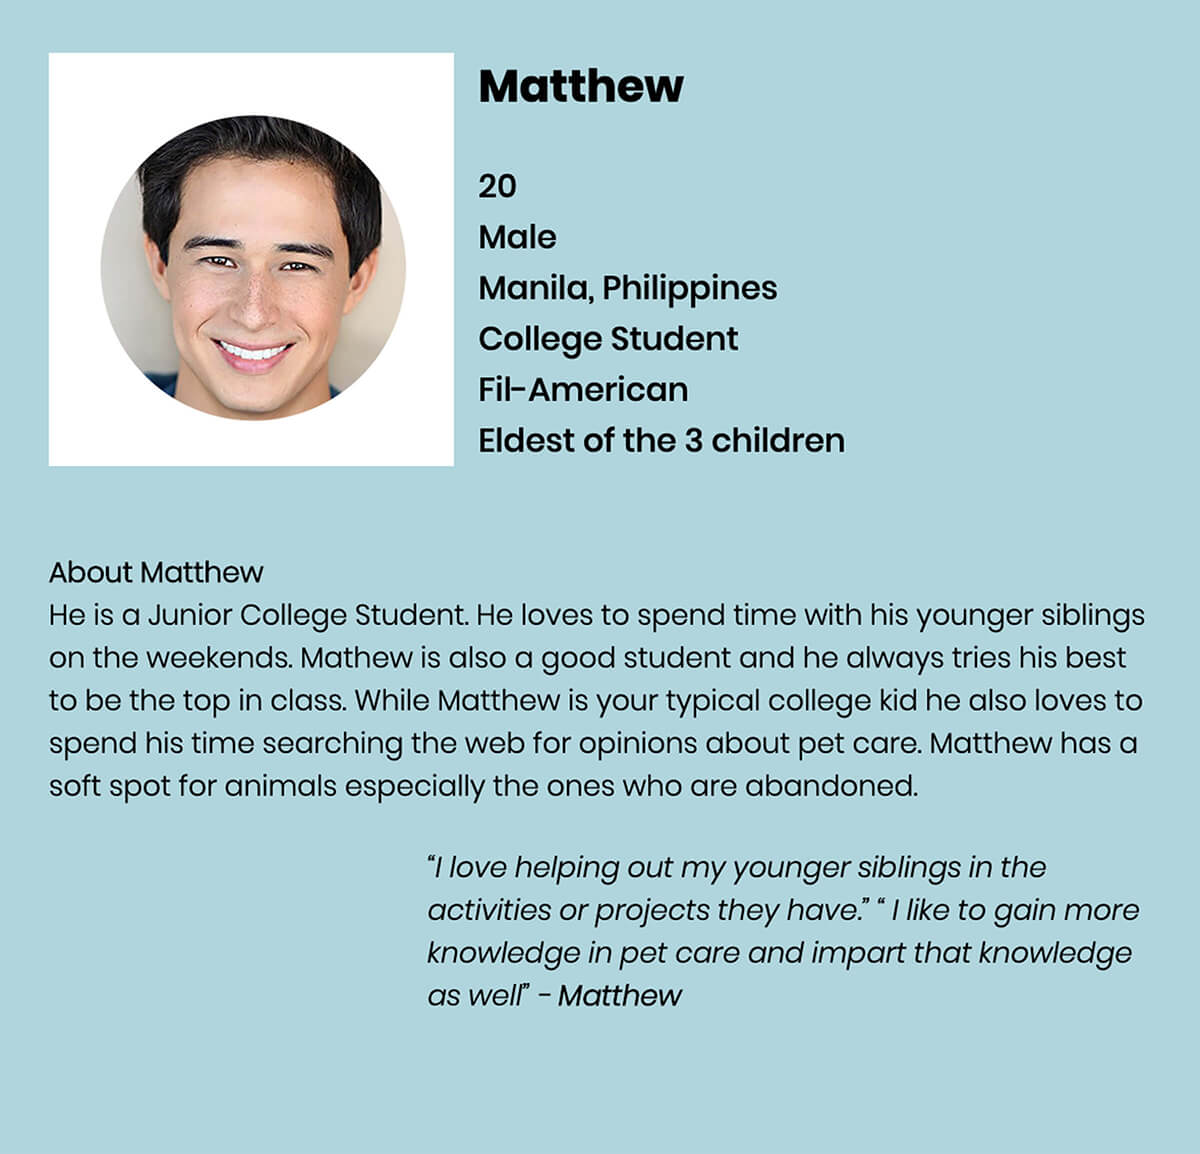 Matthew
20
Male
Manila, Philippines
College Student
Fil-American
Eldest of the 3 children
About Matthew
He is a Junior College Student. He loves to spend time with his younger siblings
on the weekends. Mathew is also a good student and he always tries his best
to be the top in class. While Matthew is your typical college kid he also loves to
spend his time searching the web for opinions about pet care. Matthew has a
soft spot for animals especially the ones who are abandoned.
“I love helping out my younger siblings in the
activities or projects they have.” “ I like to gain more
knowledge in pet care and impart that knowledge
as well” - Matthew